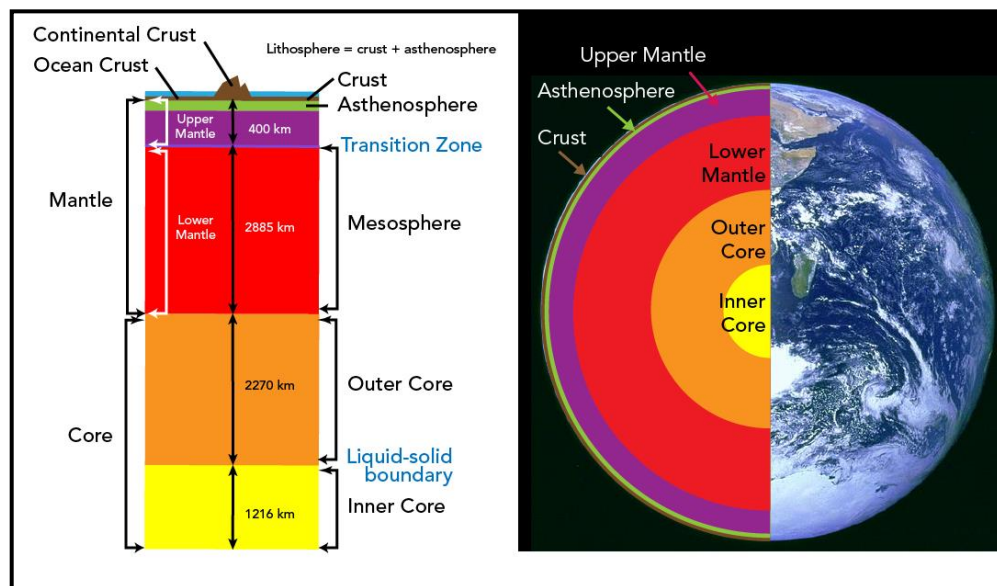 Continental Crust
Lithosphere = crust + asthenosphere
Ocean Crust
Crust
Asthenosphere
Upper
Mantle
400 km
Transition Zone
Mantle
Lower
Mantle
2885 km
Mesosphere
2270 km
Outer Core
Core
Liquid-solid
boundary
1216 km
Inner Core
Upper Mantle
Asthenosphere
Crust
Lower
Mantle
Outer
Core
Inner
Core